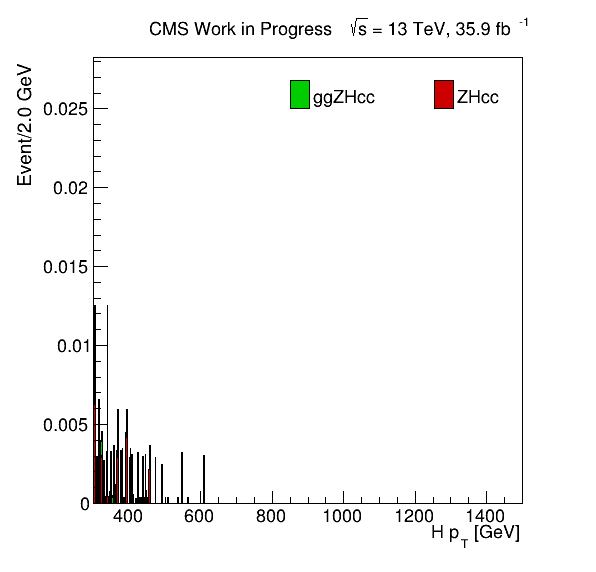 CMS Work in Progress √s = 13 TeV, 35.9 fb -1
Event/2.0 GeV
ggZHcc ZHcc
0.025
0.02
0.015
0.01
0.005
0
400 600 800 1000 1200 1400
H pT [GeV]